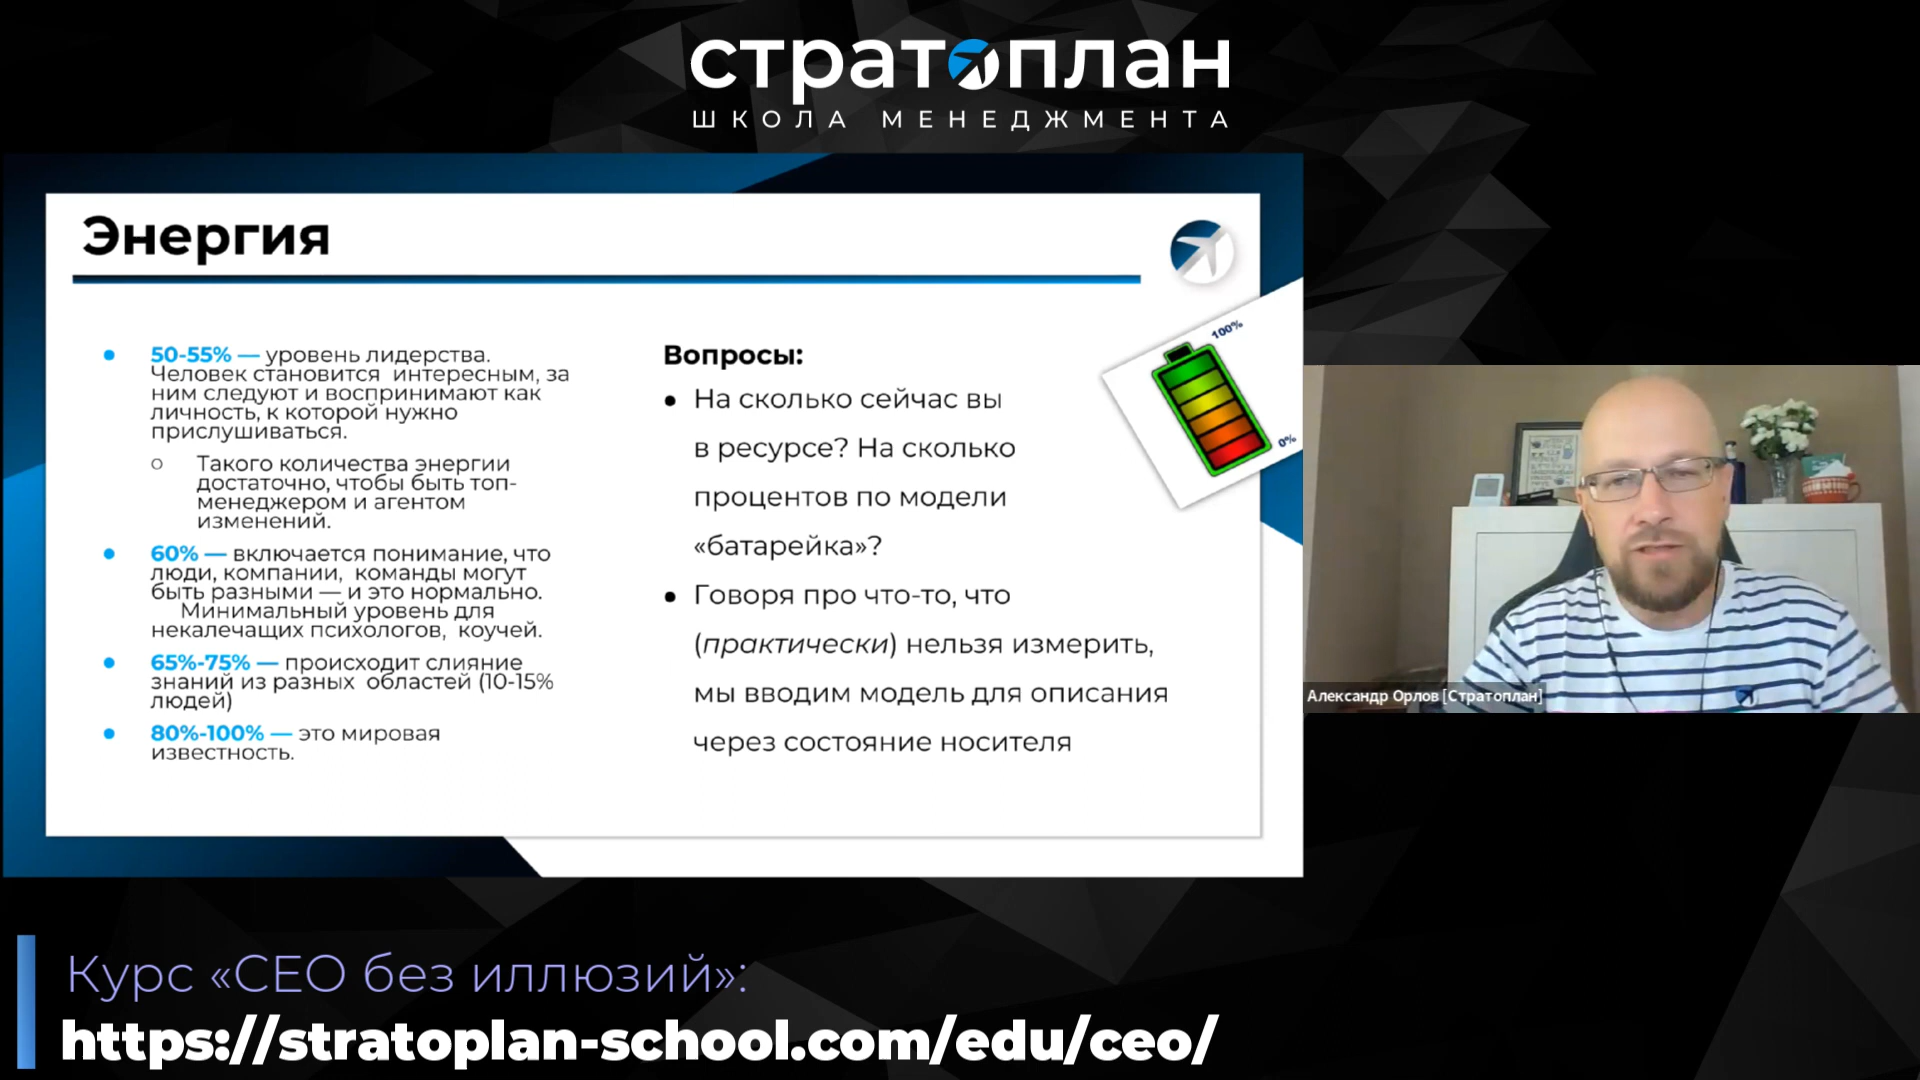 стратоплан
ШКОЛА МЕНЕДЖМЕНТА
Энергия
50-55% — уровень лидерства.
Человек становится интересным, за
ним следуют и воспринимают как
личность, к которой нужно
прислушиваться.
Такого количества энергии
достаточно, чтобы быть топ-
менеджером и агентом
изменений.
60% — включается понимание, что
люди, компании, команды могут
быть разными — и это нормально.
Минимальный уровень для
некалечащих психологов, коучей.
65%-75% — происходит слияние
знаний из разных областей (10-15%
людей)
80%-100% — это мировая
известность.
Вопросы:
На сколько сейчас вы
в ресурсе? На сколько
процентов по модели
«батарейка»?
Говоря про что-то, что
(практически) нельзя измерить,
мы вводим модель для описания
через состояние носителя
100%
0%
Александр Орлов [Стратоплан]
Курс «CEO без иллюзий»:
https://stratoplan-school.com/edu/ceo/